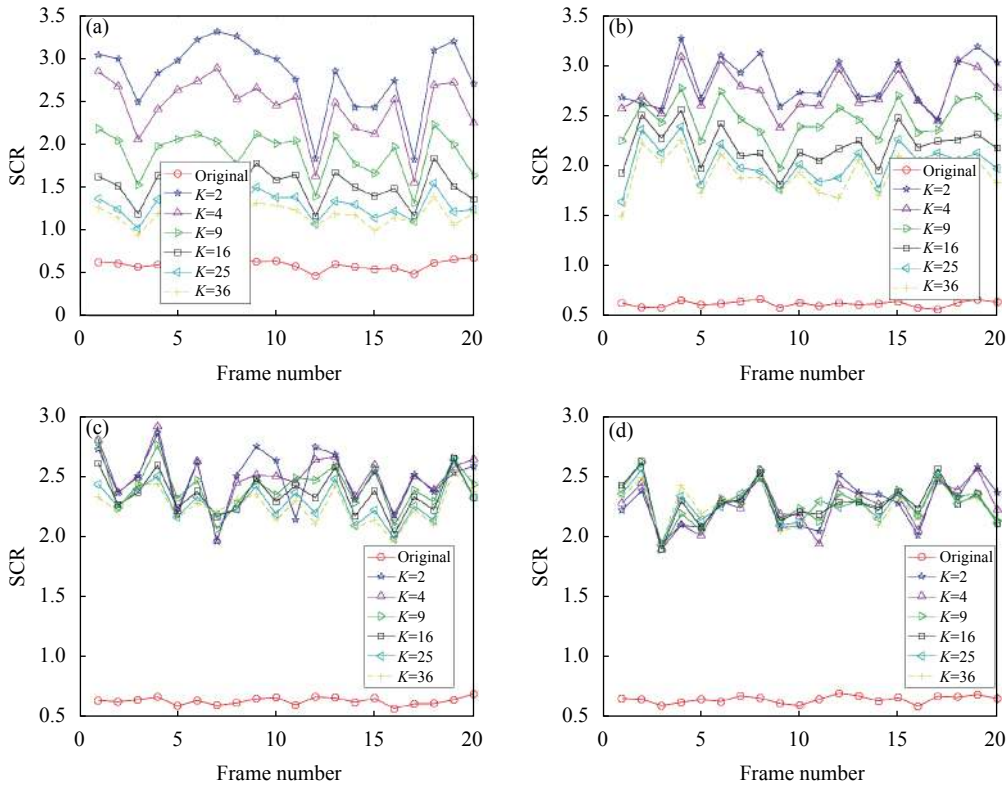 (a)
3.5
3.0
2.5
2.0
1.5
1.0
0.5
0
SCR
Original
K=2
K=4
K=9
K=16
K=25
K=36
0 5 10 15 20
Frame number
(b)
3.5
3.0
2.5
2.0
1.5
1.0
0.5
SCR
Original
K=2
K=4
K=9
K=16
K=25
K=36
0 5 10 15 20
Frame number
(c)
3.0
2.5
2.0
1.5
1.0
0.5
SCR
Original
K=2
K=4
K=9
K=16
K=25
K=36
0 5 10 15 20
Frame number
(d)
3.0
2.5
2.0
1.5
1.0
0.5
SCR
Original
K=2
K=4
K=9
K=16
K=25
K=36
0 5 10 15 20
Frame number